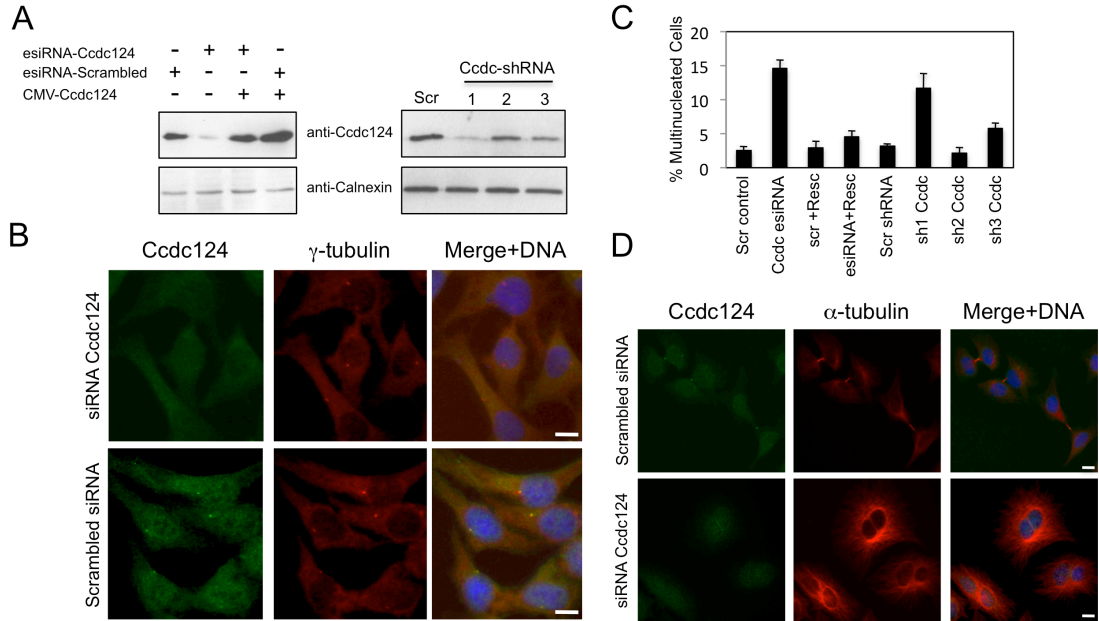 A
esiRNA-Ccdc124 - + + -
esiRNA-Scrambled + - - +
CMV-Ccdc124 - - + +
Ccdc-shRNA
Scr 1 2 3
anti-Ccdc124
anti-Calnexin
B
Ccdc124 γ-tubulin Merge+DNA
siRNA Ccdc124
Scrambled siRNA
C
% Multinucleated Cells
20
15
10
5
0
Scr control
Ccdc esiRNA
scr +Resc
esiRNA+Resc
Scr shRNA
sh1 Ccdc
sh2 Ccdc
sh3 Ccdc
D
Ccdc124 α-tubulin Merge+DNA
Scrambled siRNA
siRNA Ccdc124